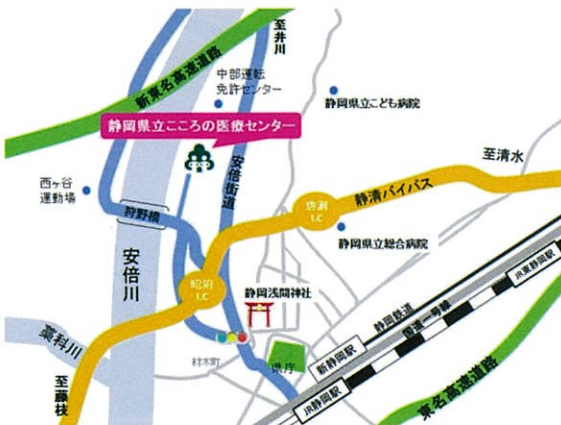 至井川
新東名高速道路
中部運転
免許センター
静岡県立こども病院
静岡県立こころの医療センター
至清水
西ヶ谷
運動場
安倍街道
静清バイパス
狩野橋
唐瀬
I.C
静岡県立総合病院
安倍川
昭府
I.C
静岡浅間神社
JR東静岡駅
静岡鉄道
国道一号線
藁科川
新静岡駅
材木町
県庁
至藤枝
JR静岡駅
東名高速道路